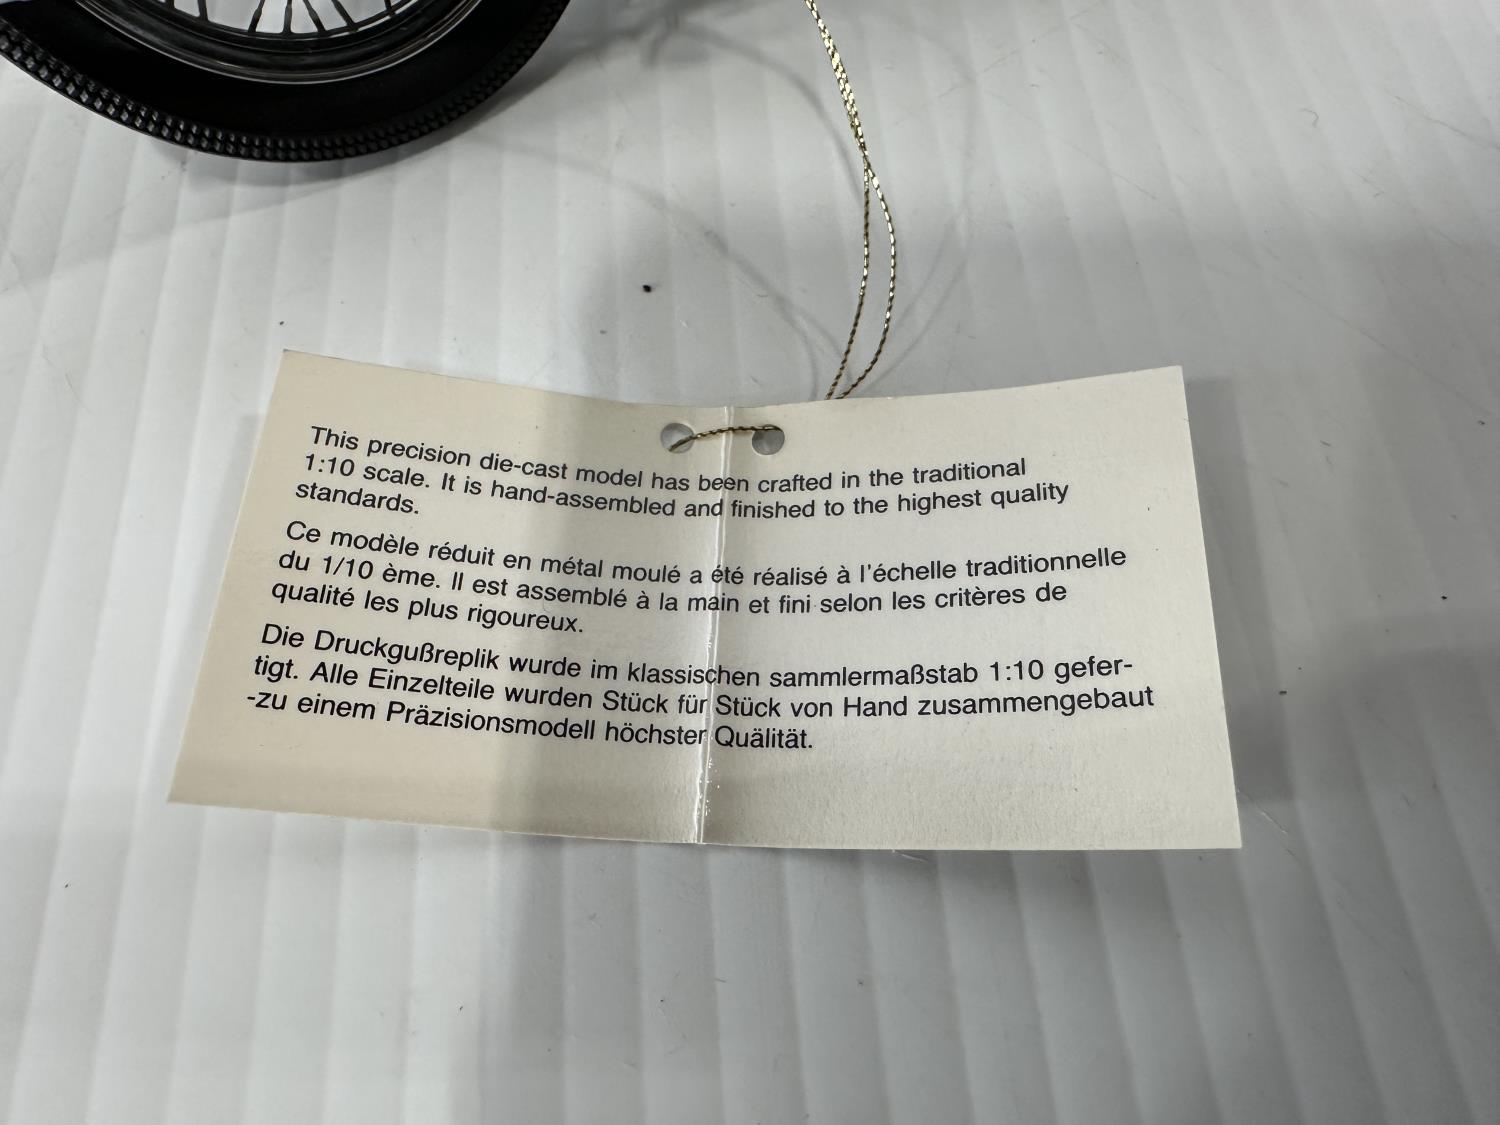 This precision die-cast model has been crafted in the traditional
1:10 scale. It is hand-assembled and finished to the highest quality
standards.
Ce modèle réduit en métal moulé a été réalisé à l'échelle traditionnelle
du 1/10 ème. Il est assemblé à la main et fini selon les critères de
qualité les plus rigoureux.
Die Druckgußreplik wurde im klassischen sammlermaßstab 1:10 gefer-
tigt. Alle Einzelteile wurden Stück für Stück von Hand zusammengebaut
-zu einem Präzisionsmodell höchster Quälität.